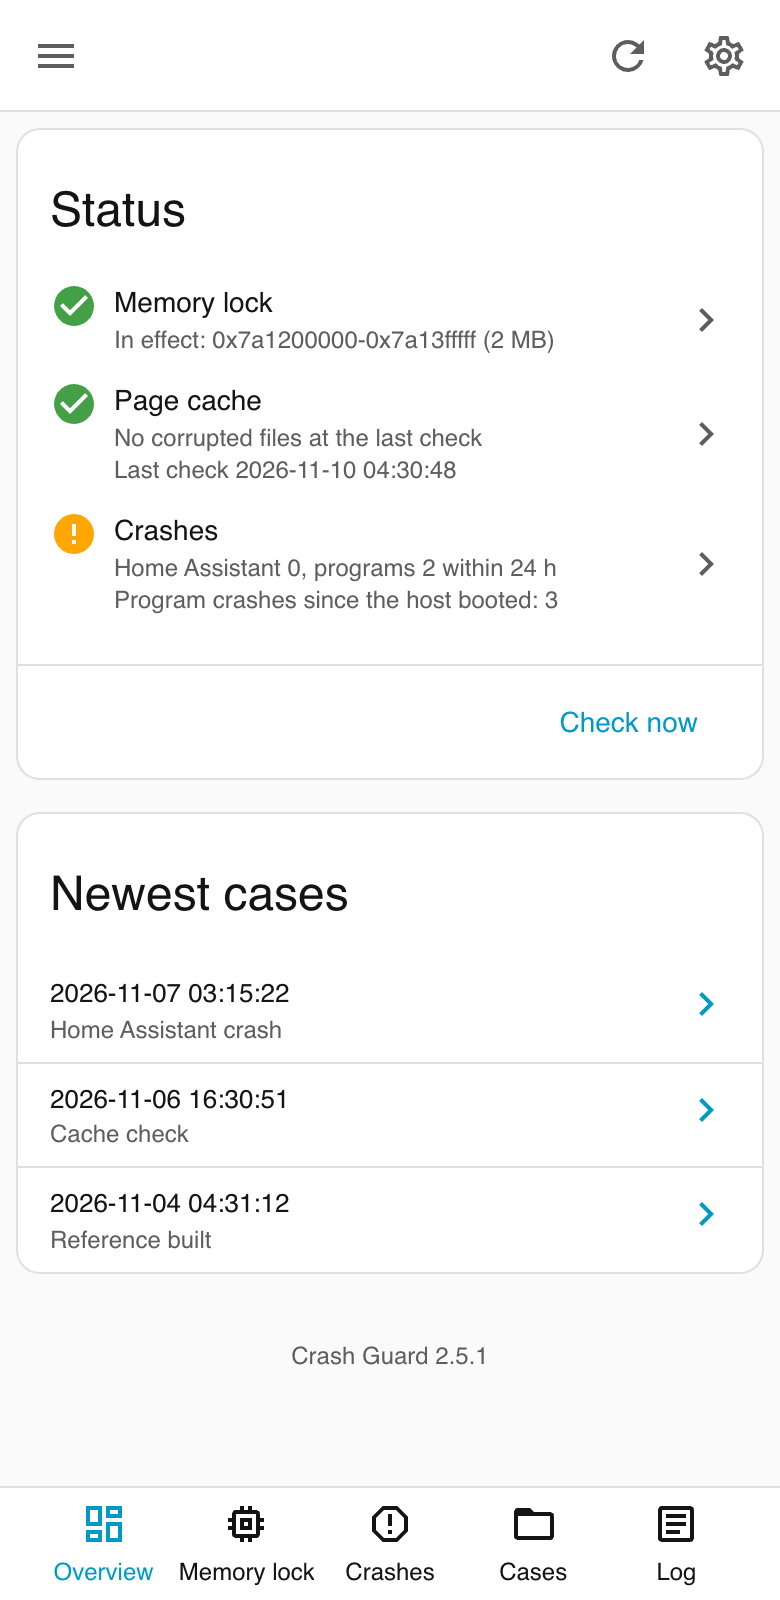 Status
Memory lock
In effect: 0x7a1200000-0x7a13fffff (2 MB)
Page cache
No corrupted files at the last check
Last check 2026-11-10 04:30:48
Crashes
Home Assistant 0, programs 2 within 24 h
Program crashes since the host booted: 3
Check now
Newest cases
2026-11-07 03:15:22
Home Assistant crash
2026-11-06 16:30:51
Cache check
2026-11-04 04:31:12
Reference built
Crash Guard 2.5.1
Overview
Memory lock
Crashes
Cases
Log